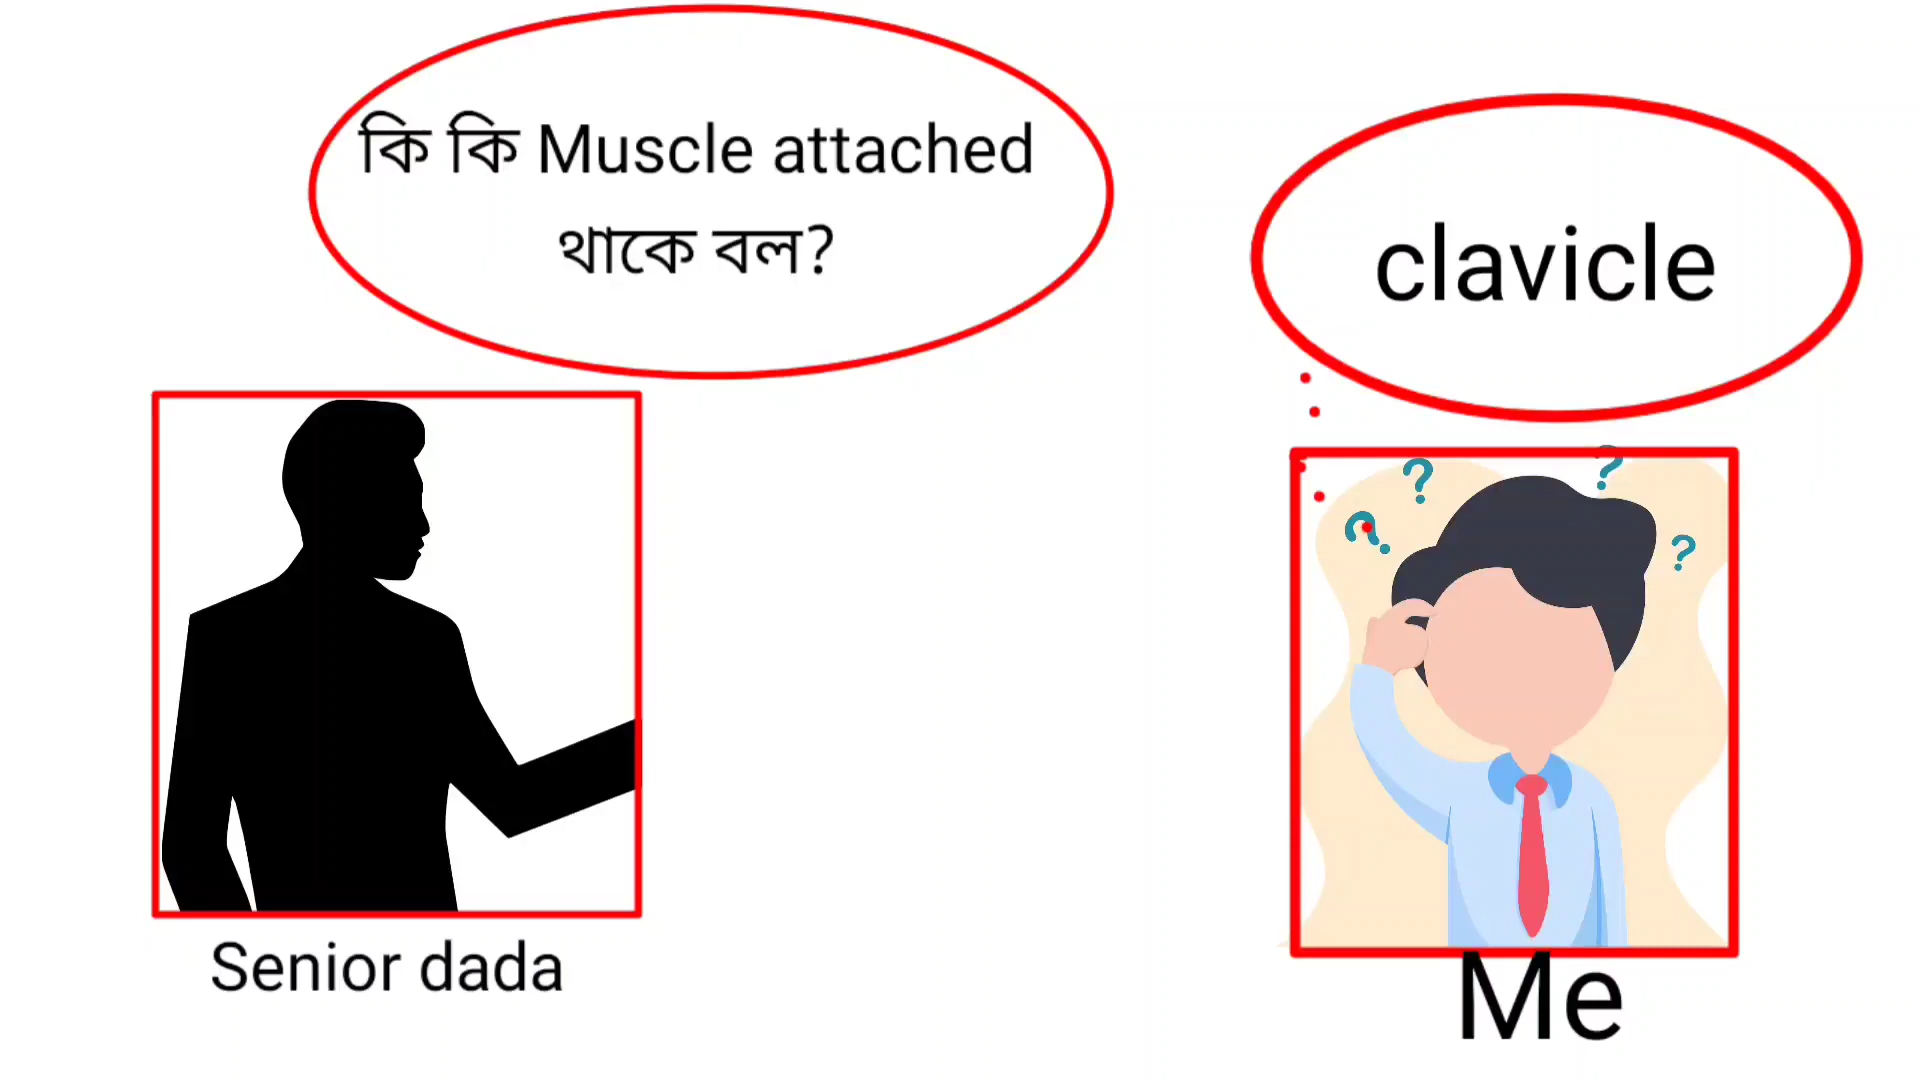 কি কি Muscle attached
থাকে বল?
clavicle
Senior dada
Me